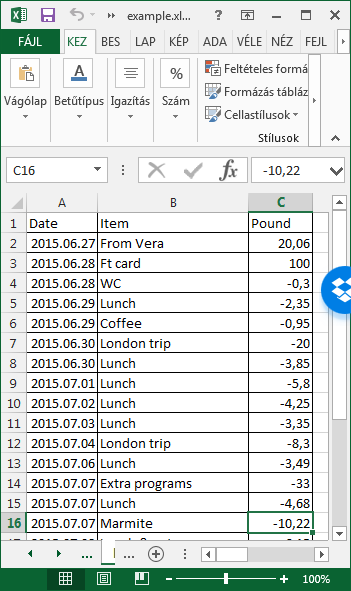 example.xl...
FÁJL KEZ BES LAP KÉP ADA VÉLE NÉZ FEJL
Vágólap
Betűtípus
Igazítás
%
Szám
Feltételes formá
Formázás tábláz
Cellastílusok
Stílusok
C16 fx -10,22
A B C
1 Date Item Pound
2 2015.06.27 From Vera 20,06
3 2015.06.28 Ft card 100
4 2015.06.28 WC -0,3
5 2015.06.29 Lunch -2,35
6 2015.06.29 Coffee -0,95
7 2015.06.30 London trip -20
8 2015.06.30 Lunch -3,85
9 2015.07.01 Lunch -5,8
10 2015.07.02 Lunch -4,25
11 2015.07.03 Lunch -3,35
12 2015.07.04 London trip -8,3
13 2015.07.06 Lunch -3,49
14 2015.07.07 Extra programs -33
15 2015.07.07 Lunch -4,68
16 2015.07.07 Marmite -10,22
... ...
100%